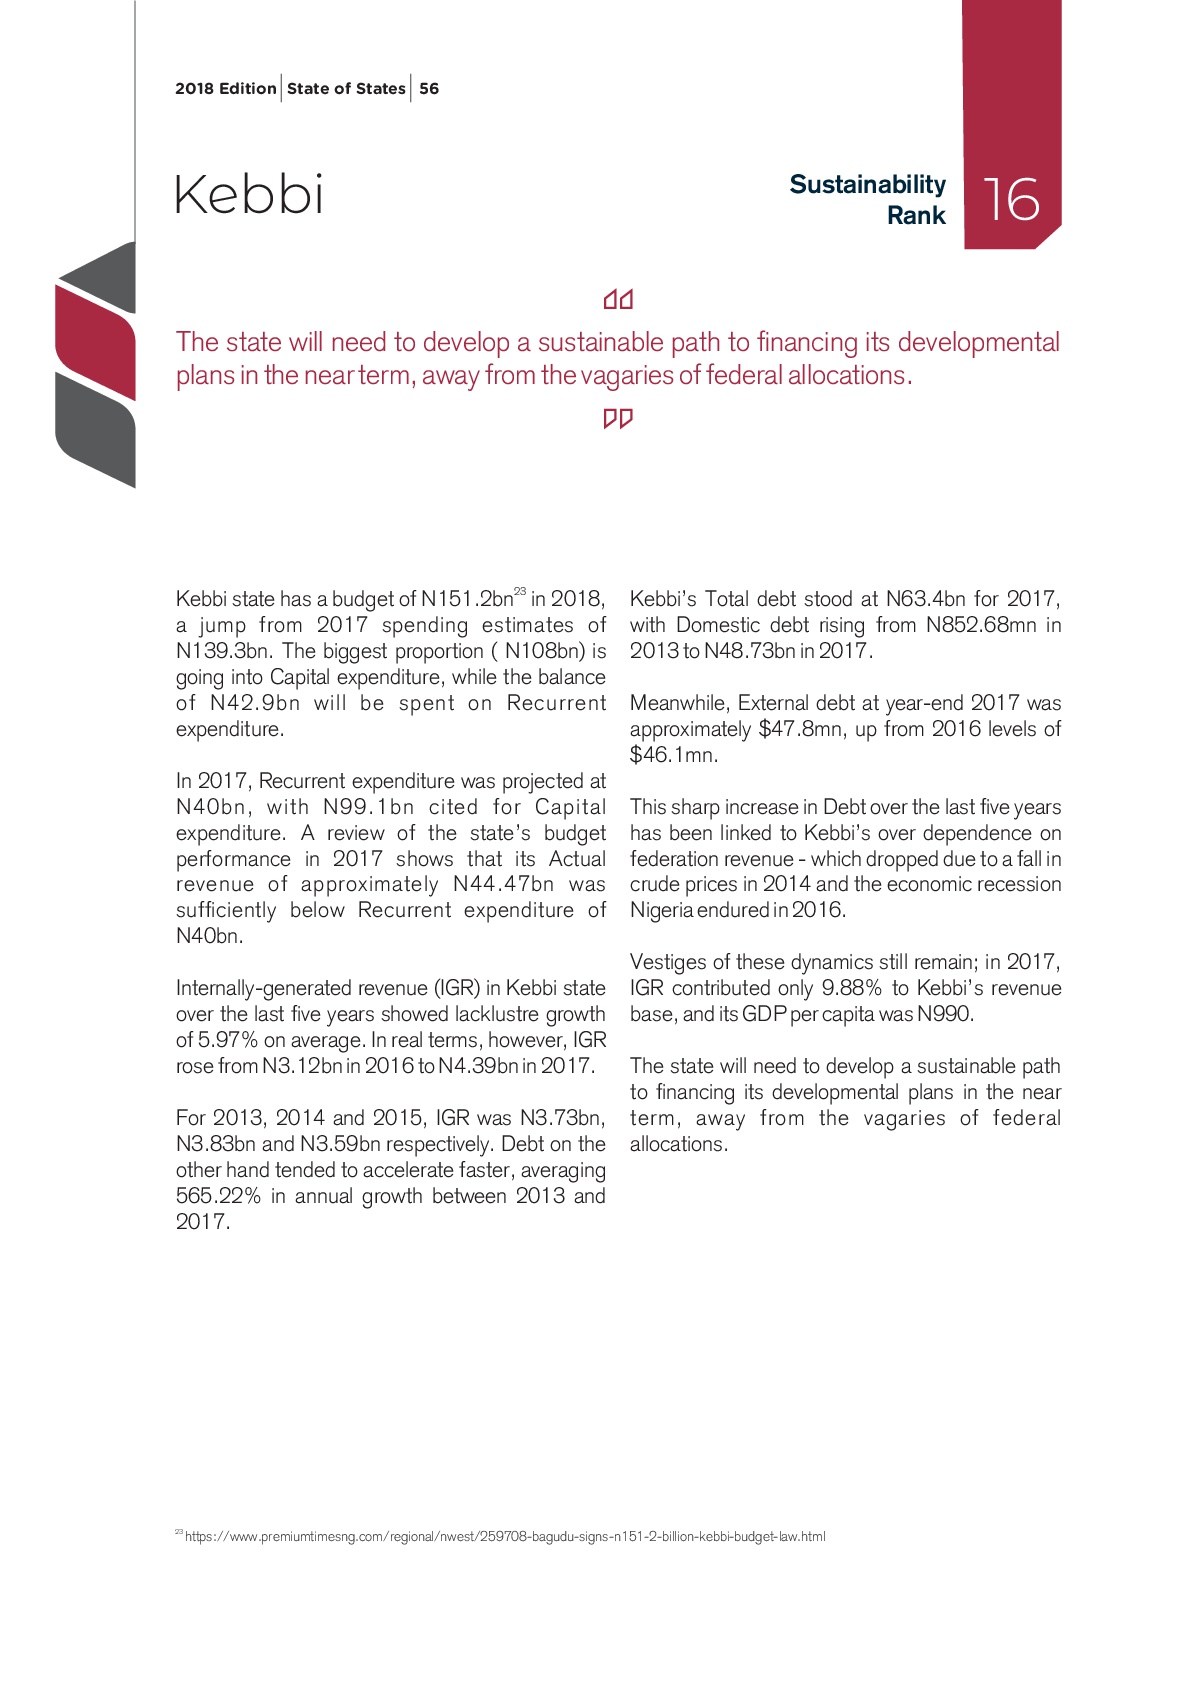 2018 Edition | State of States | 56
Kebbi
Sustainability
Rank
16
The state will need to develop a sustainable path to financing its developmental
plans in the near term, away from the vagaries of federal allocations.
Kebbi state has a budget of N151.2bn23 in 2018,
a jump from 2017 spending estimates of
N139.3bn. The biggest proportion ( N108bn) is
going into Capital expenditure, while the balance
of N42.9bn will be spent on Recurrent
expenditure.
In 2017, Recurrent expenditure was projected at
N40bn, with N99.1bn cited for Capital
expenditure. A review of the state's budget
performance in 2017 shows that its Actual
revenue of approximately N44.47bn was
sufficiently below Recurrent expenditure of
N40bn.
Internally-generated revenue (IGR) in Kebbi state
over the last five years showed lacklustre growth
of 5.97% on average. In real terms, however, IGR
rose from N3.12bn in 2016 to N4.39bn in 2017.
For 2013, 2014 and 2015, IGR was N3.73bn,
N3.83bn and N3.59bn respectively. Debt on the
other hand tended to accelerate faster, averaging
565.22% in annual growth between 2013 and
2017.
Kebbi's Total debt stood at N63.4bn for 2017,
with Domestic debt rising from N852.68mn in
2013 to N48.73bn in 2017.
Meanwhile, External debt at year-end 2017 was
approximately $47.8mn, up from 2016 levels of
$46.1mn.
This sharp increase in Debt over the last five years
has been linked to Kebbi's over dependence on
federation revenue - which dropped due to a fall in
crude prices in 2014 and the economic recession
Nigeria endured in 2016.
Vestiges of these dynamics still remain; in 2017,
IGR contributed only 9.88% to Kebbi's revenue
base, and its GDP per capita was N990.
The state will need to develop a sustainable path
to financing its developmental plans in the near
term, away from the vagaries of federal
allocations.
23 https://www.premiumtimesng.com/regional/nwest/259708-bagudu-signs-n151-2-billion-kebbi-budget-law.html